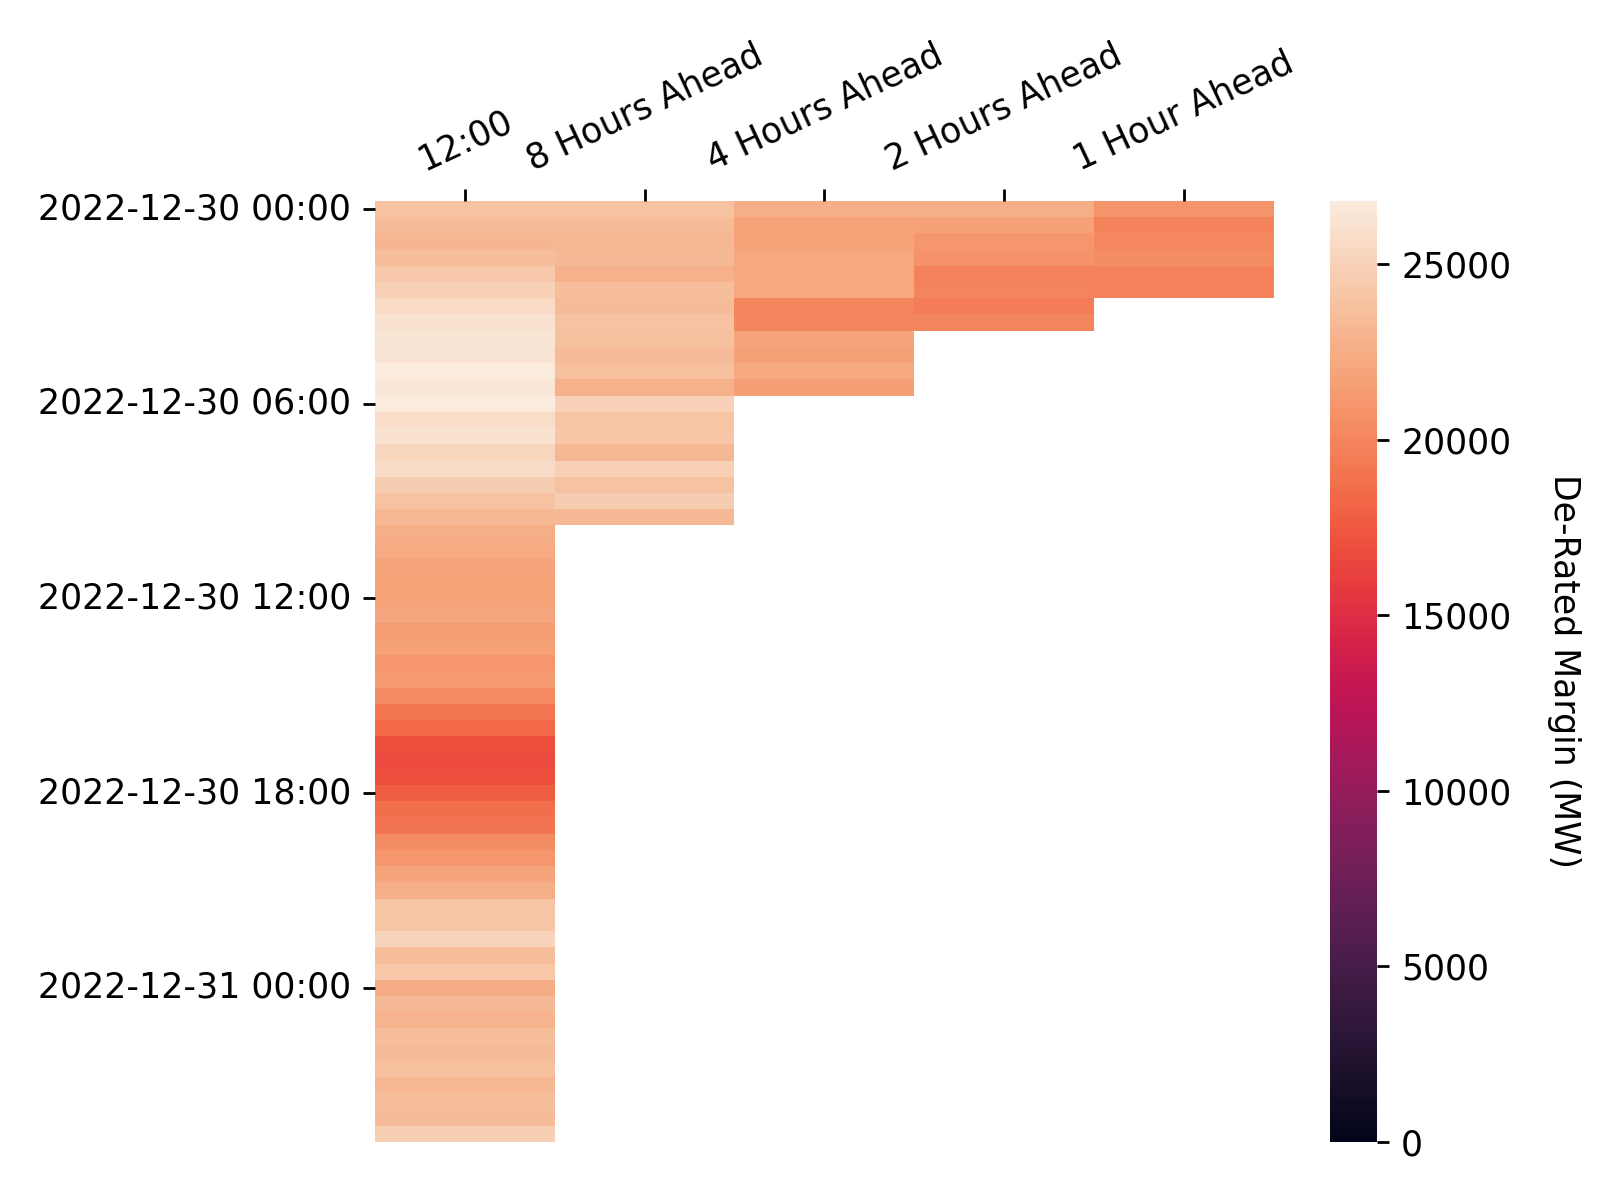 12:00
8 Hours Ahead
4 Hours Ahead
2 Hours Ahead
1 Hour Ahead
2022-12-30 00:00
2022-12-30 06:00
2022-12-30 12:00
2022-12-30 18:00
2022-12-31 00:00
25000
20000
15000
10000
5000
0
De-Rated Margin (MW)